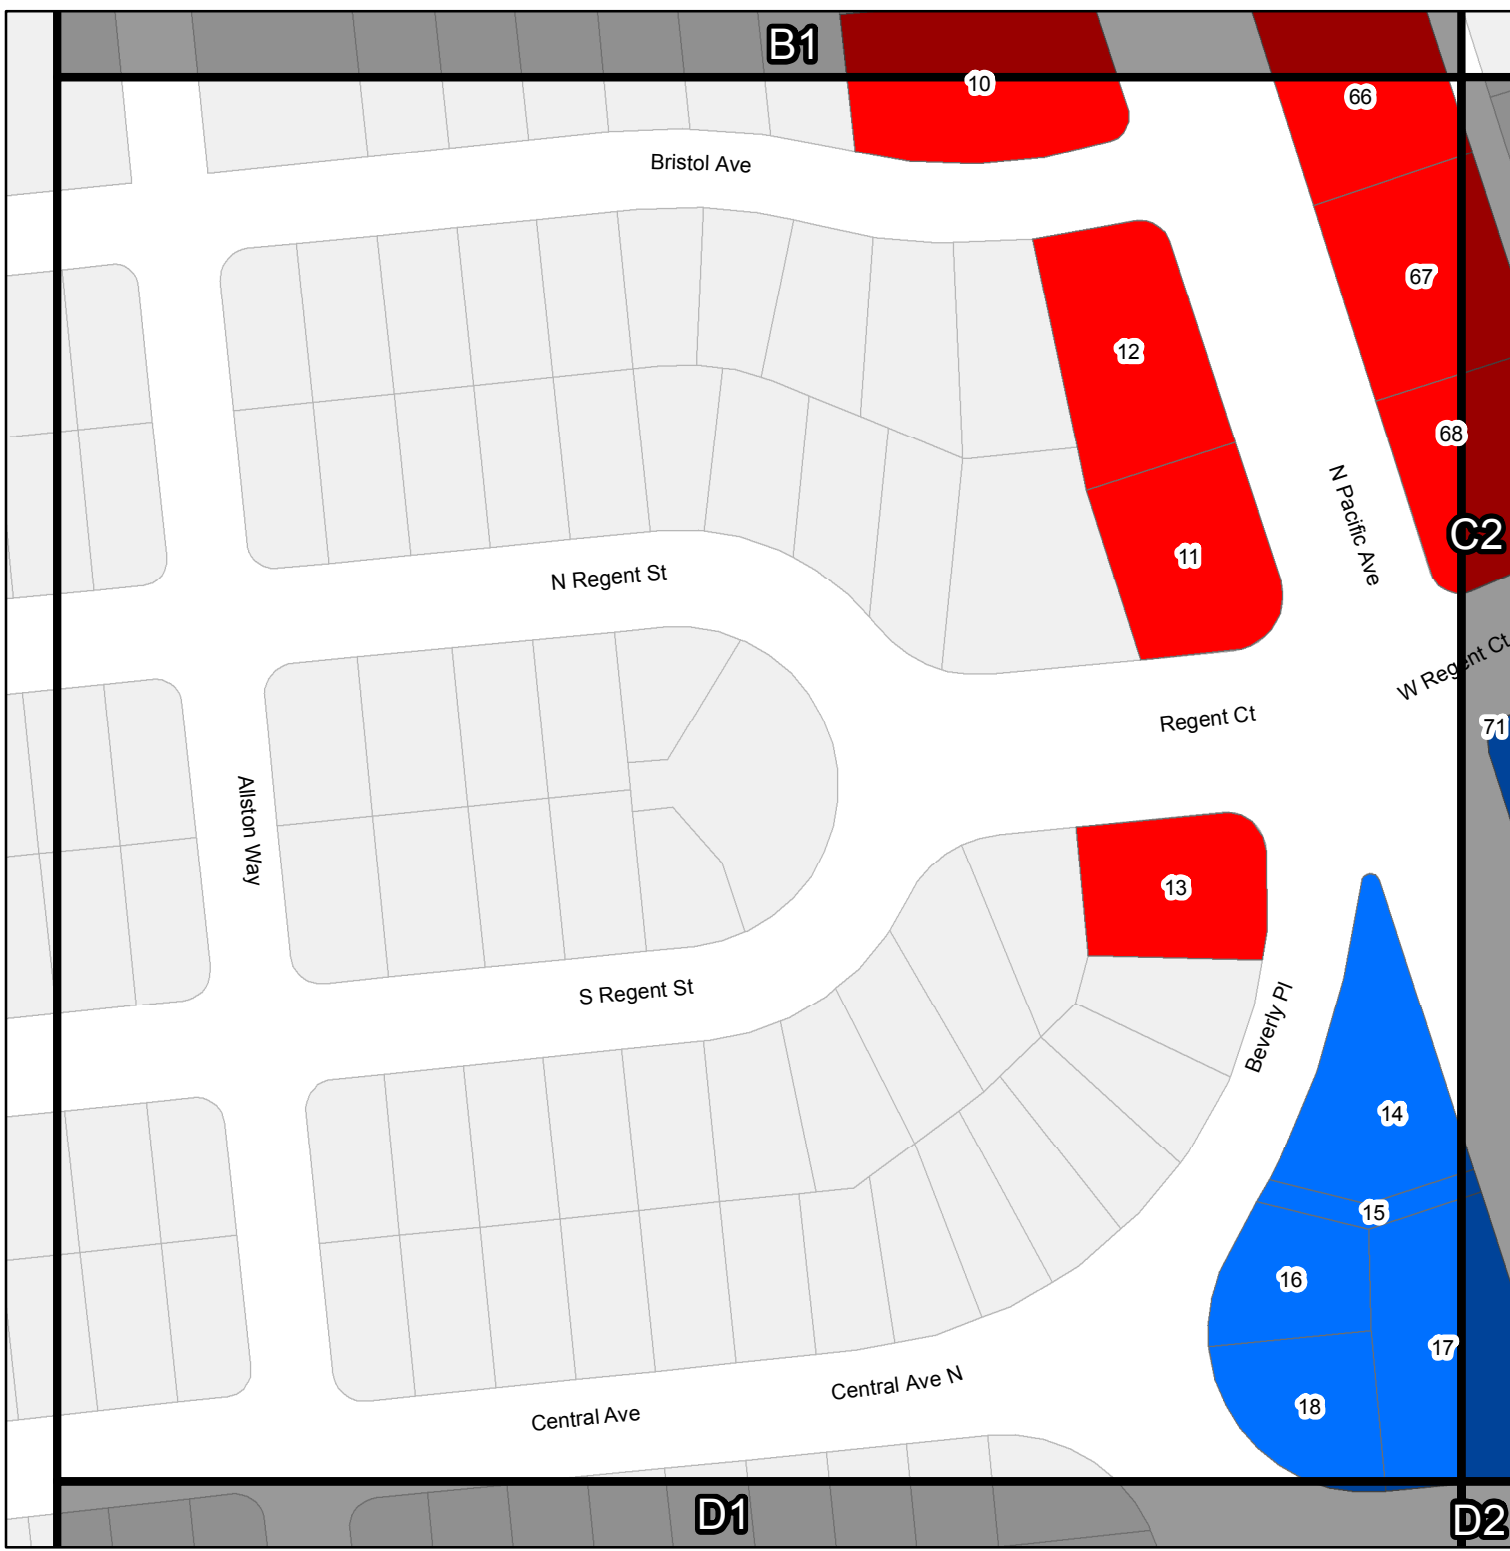 B1
10
66
Bristol Ave
67
12
68
N Pacific Ave
C2
11
N Regent St
W Regent Ct
Regent Ct
71
Allston Way
13
S Regent St
Beverly Pl
14
15
16
17
Central Ave N
18
Central Ave
D1
D2